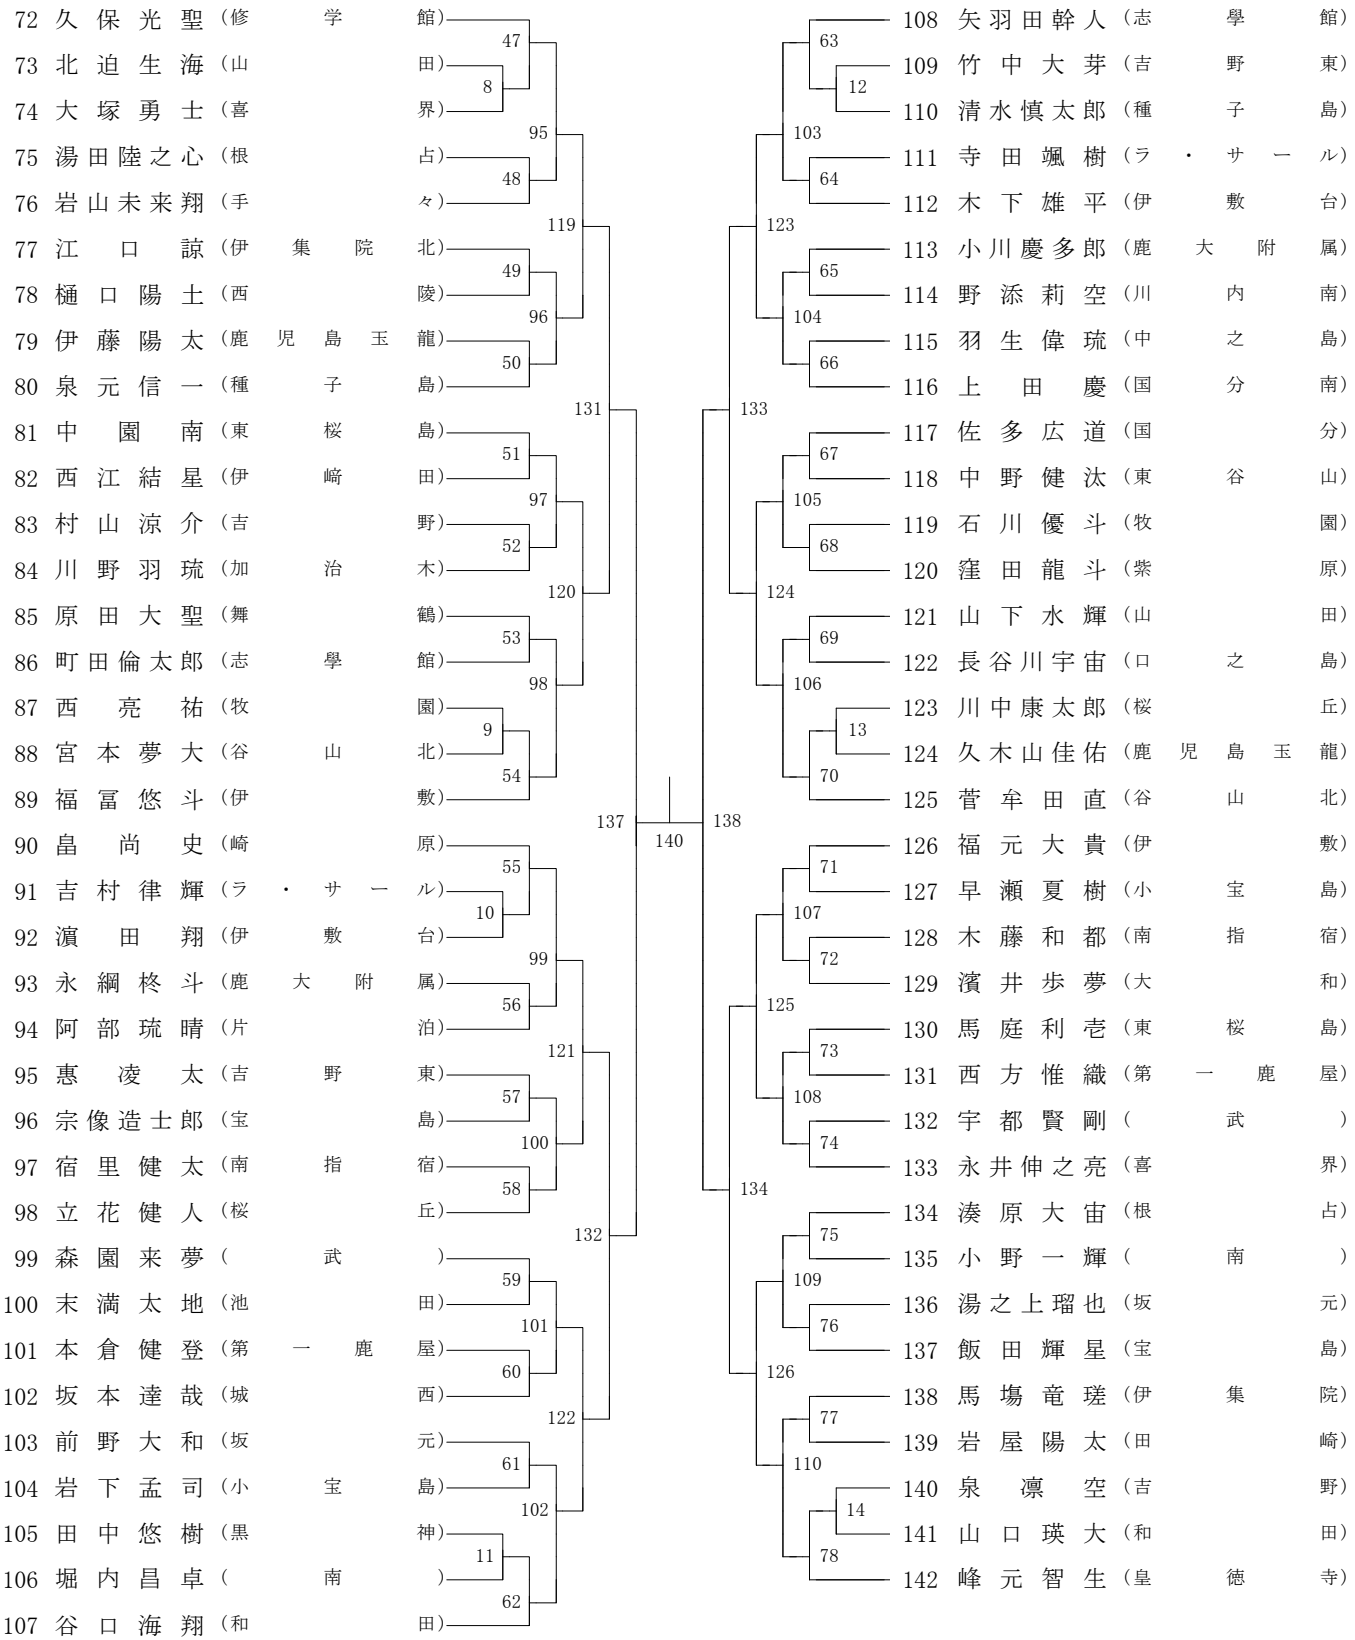 72 久保光聖（修学館）
73 北迫生海（山田）
74 大塚勇士（喜界）
75 湯田陸之心（根占）
76 岩山未来翔（手々）
77 江口諒（伊集院北）
78 樋口陽土（西陵）
79 伊藤陽太（鹿児島玉龍）
80 泉元信一（種子島）
81 中園南（東桜島）
82 西江結星（伊﨑田）
83 村山涼介（吉野）
84 川野羽琉（加治木）
85 原田大聖（舞鶴）
86 町田倫太郎（志學館）
87 西亮祐（牧園）
88 宮本夢大（谷山北）
89 福冨悠斗（伊敷）
90 畠尚史（崎原）
91 吉村律輝（ラ・サール）
92 濵田翔（伊敷台）
93 永綱柊斗（鹿大附属）
94 阿部琉晴（片泊）
95 惠凌太（吉野東）
96 宗像造士郎（宝島）
97 宿里健太（南指宿）
98 立花健人（桜丘）
99 森園来夢（武）
100 末満太地（池田）
101 本倉健登（第一鹿屋）
102 坂本達哉（城西）
103 前野大和（坂元）
104 岩下孟司（小宝島）
105 田中悠樹（黒神）
106 堀内昌卓（南）
107 谷口海翔（和田）
47
8
95
48
119
49
96
50
131
51
97
52
120
53
98
9
54
137
55
10
99
56
121
57
100
58
132
59
101
60
122
61
102
11
62
140
138
63
12
103
64
123
65
104
66
133
67
105
68
124
69
106
13
70
71
107
72
125
73
108
74
134
75
109
76
126
77
110
14
78
108 矢羽田幹人（志學館）
109 竹中大芽（吉野東）
110 清水慎太郎（種子島）
111 寺田颯樹（ラ・サール）
112 木下雄平（伊敷台）
113 小川慶多郎（鹿大附属）
114 野添莉空（川内南）
115 羽生偉琉（中之島）
116 上田慶（国分南）
117 佐多広道（国分）
118 中野健汰（東谷山）
119 石川優斗（牧園）
120 窪田龍斗（紫原）
121 山下水輝（山田）
122 長谷川宇宙（口之島）
123 川中康太郎（桜丘）
124 久木山佳佑（鹿児島玉龍）
125 菅牟田直（谷山北）
126 福元大貴（伊敷）
127 早瀬夏樹（小宝島）
128 木藤和都（南指宿）
129 濱井歩夢（大和）
130 馬庭利壱（東桜島）
131 西方惟織（第一鹿屋）
132 宇都賢剛（武）
133 永井伸之亮（喜界）
134 湊原大宙（根占）
135 小野一輝（南）
136 湯之上瑠也（坂元）
137 飯田輝星（宝島）
138 馬塲竜瑳（伊集院）
139 岩屋陽太（田崎）
140 泉凛空（吉野）
141 山口瑛大（和田）
142 峰元智生（皇徳寺）